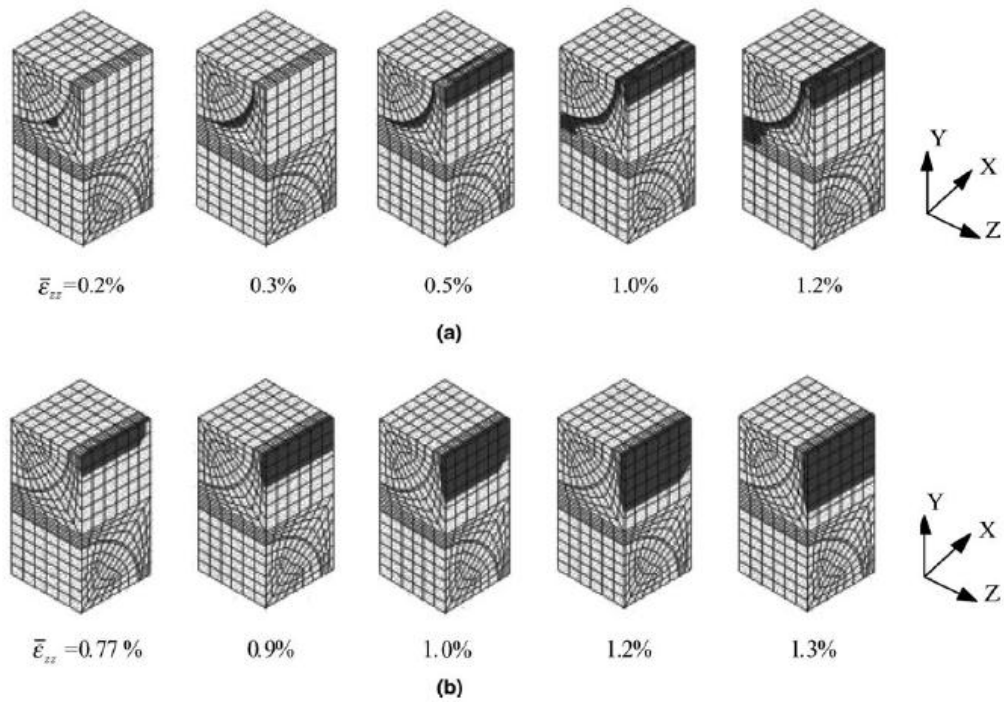 Y
X
Z
ε̄zz=0.2% 0.3% 0.5% 1.0% 1.2%
(a)
Y
X
Z
ε̄zz =0.77 % 0.9% 1.0% 1.2% 1.3%
(b)